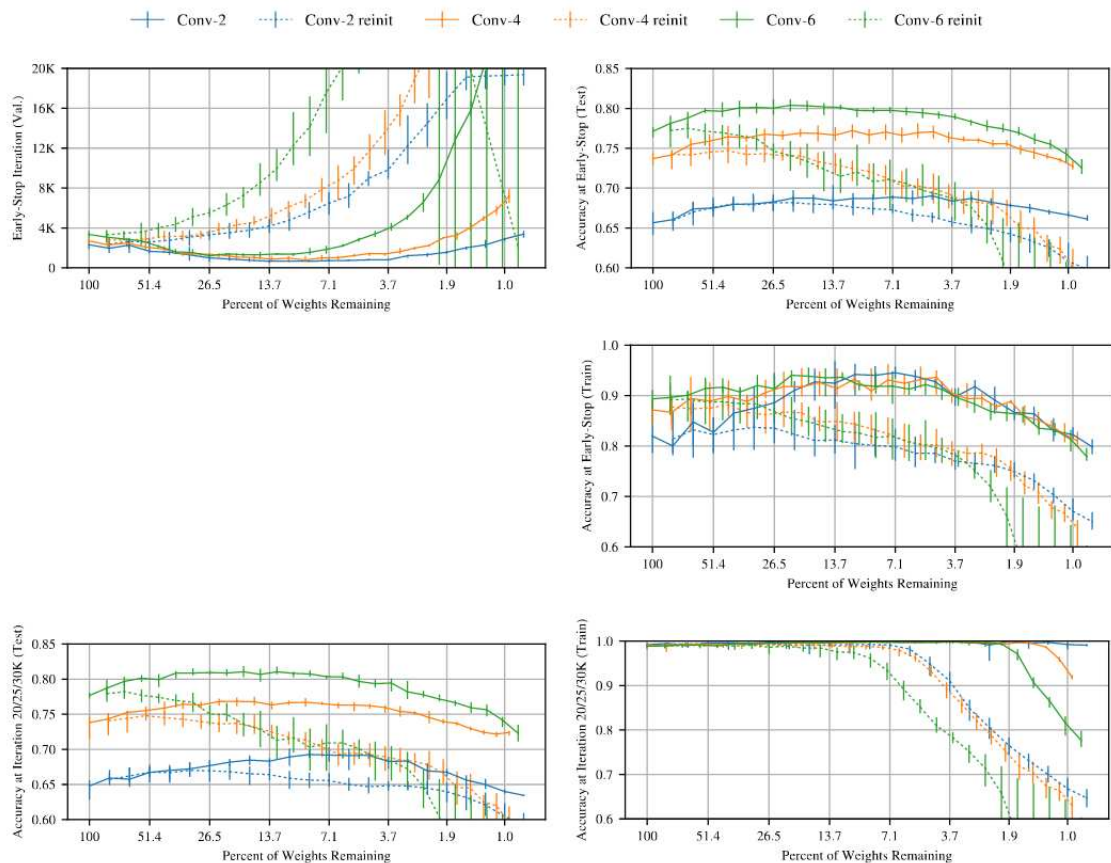 Conv-2 Conv-2 reinit Conv-4 Conv-4 reinit Conv-6 Conv-6 reinit
Early-Stop Iteration (Val.)
20K
16K
12K
8K
4K
0
100 51.4 26.5 13.7 7.1 3.7 1.9 1.0
Percent of Weights Remaining
Accuracy at Early-Stop (Test)
0.85
0.80
0.75
0.70
0.65
0.60
100 51.4 26.5 13.7 7.1 3.7 1.9 1.0
Percent of Weights Remaining
Accuracy at Early-Stop (Train)
1.0
0.9
0.8
0.7
0.6
100 51.4 26.5 13.7 7.1 3.7 1.9 1.0
Percent of Weights Remaining
Accuracy at Iteration 20/25/30K (Test)
0.85
0.80
0.75
0.70
0.65
0.60
100 51.4 26.5 13.7 7.1 3.7 1.9 1.0
Percent of Weights Remaining
Accuracy at Iteration 20/25/30K (Train)
1.0
0.9
0.8
0.7
0.6
100 51.4 26.5 13.7 7.1 3.7 1.9 1.0
Percent of Weights Remaining